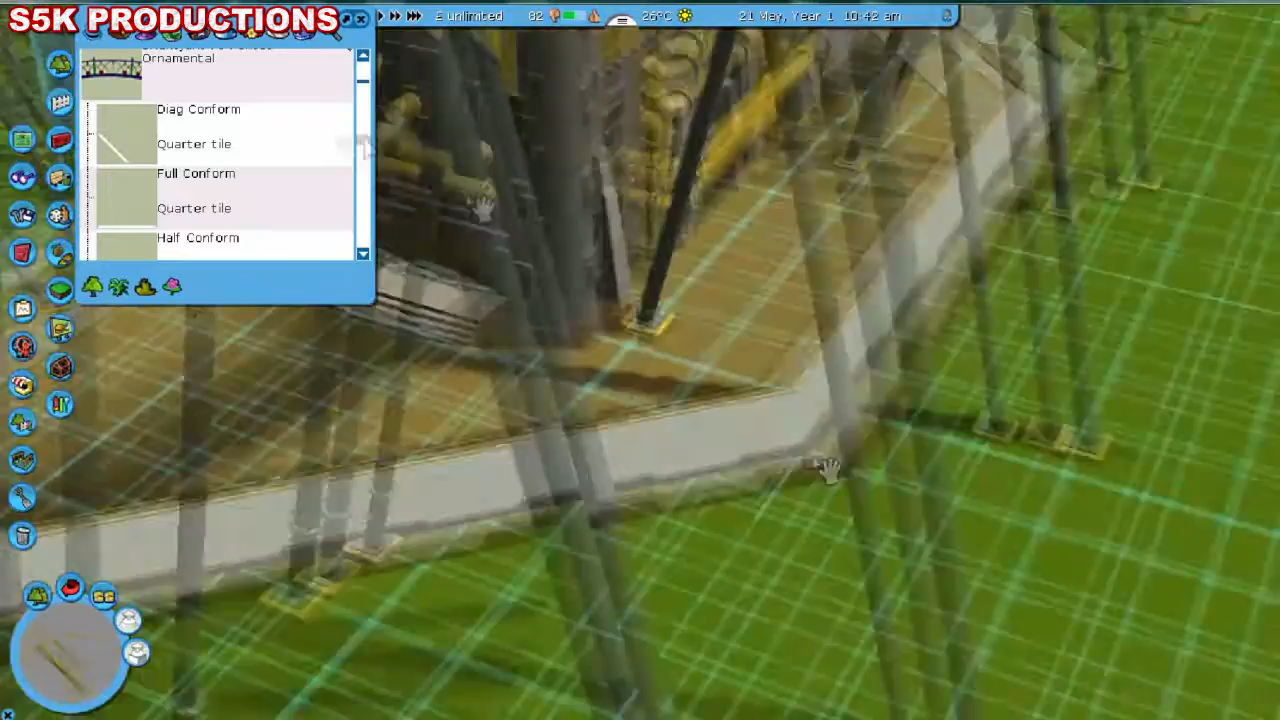 S5K PRODUCTIONS
£ unlimited 82 26°C 21 May, Year 1 10:42 am
Ornamental
Diag Conform
Quarter tile
Full Conform
Quarter tile
Half Conform